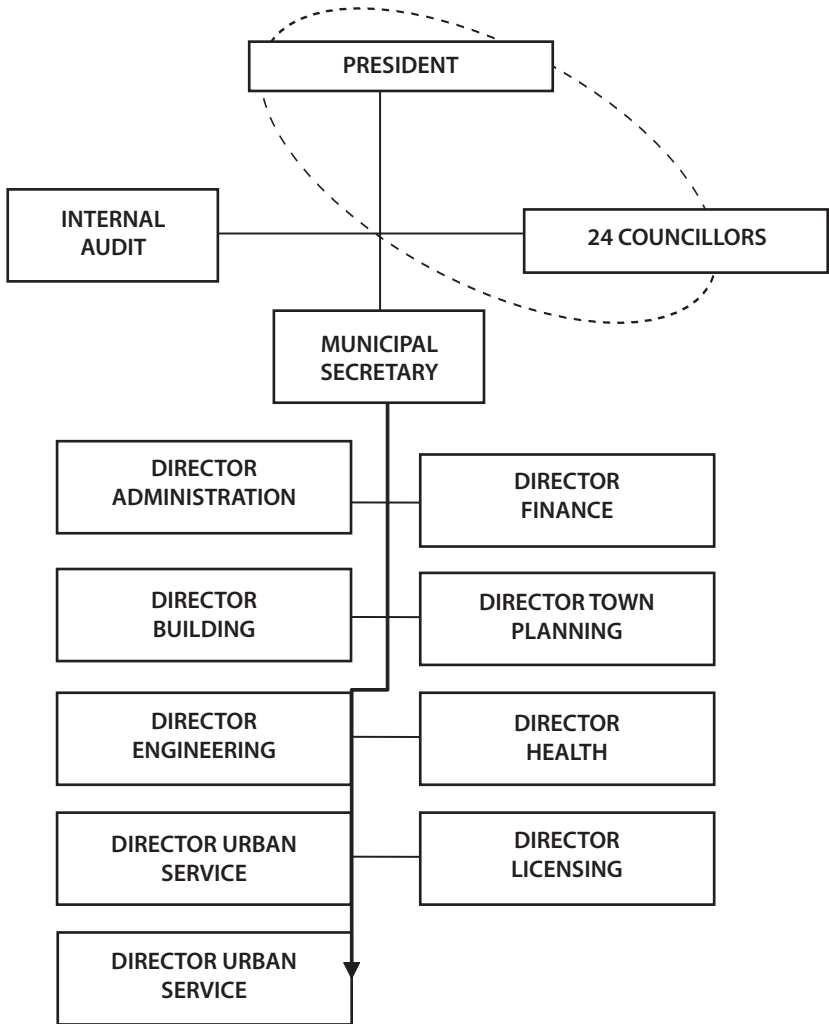 PRESIDENT
INTERNAL
AUDIT
24 COUNCILLORS
MUNICIPAL
SECRETARY
DIRECTOR
ADMINISTRATION
DIRECTOR
FINANCE
DIRECTOR
BUILDING
DIRECTOR TOWN
PLANNING
DIRECTOR
ENGINEERING
DIRECTOR
HEALTH
DIRECTOR URBAN
SERVICE
DIRECTOR
LICENSING
DIRECTOR URBAN
SERVICE